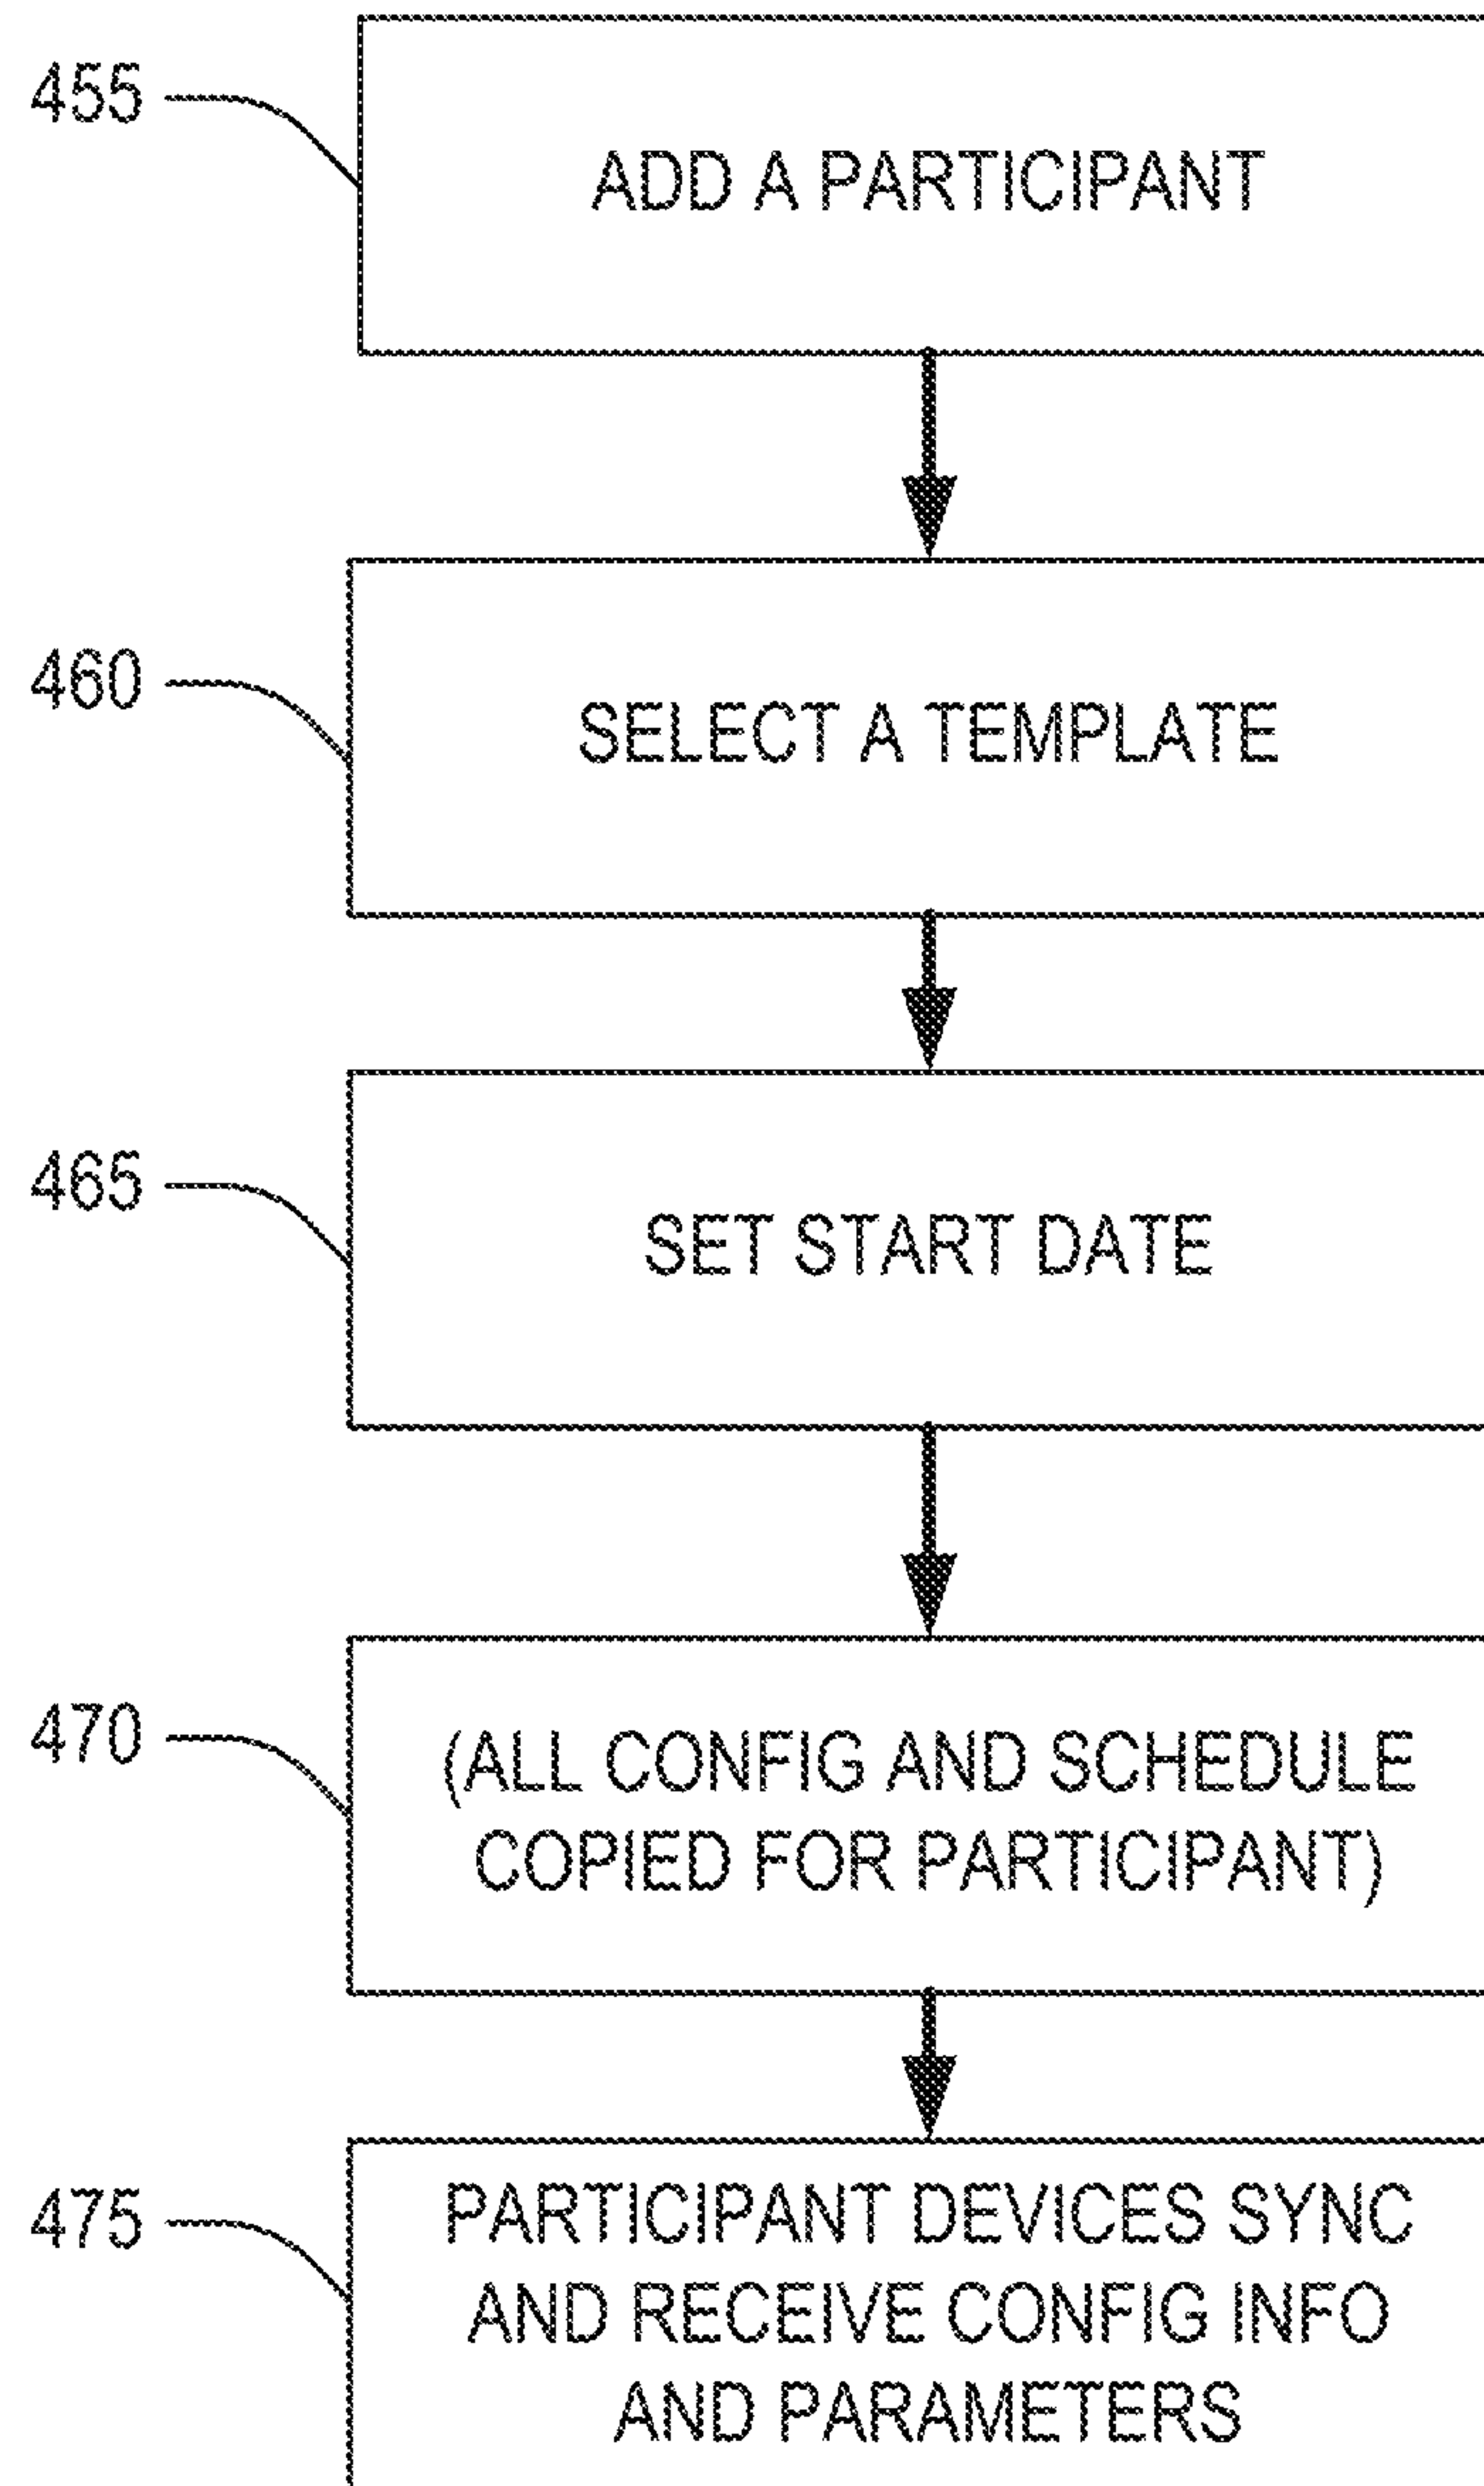 455
ADD A PARTICIPANT
460
SELECT A TEMPLATE
465
SET START DATE
470
(ALL CONFIG AND SCHEDULE
COPIED FOR PARTICIPANT)
475
PARTICIPANT DEVICES SYNC
AND RECEIVE CONFIG INFO
AND PARAMETERS